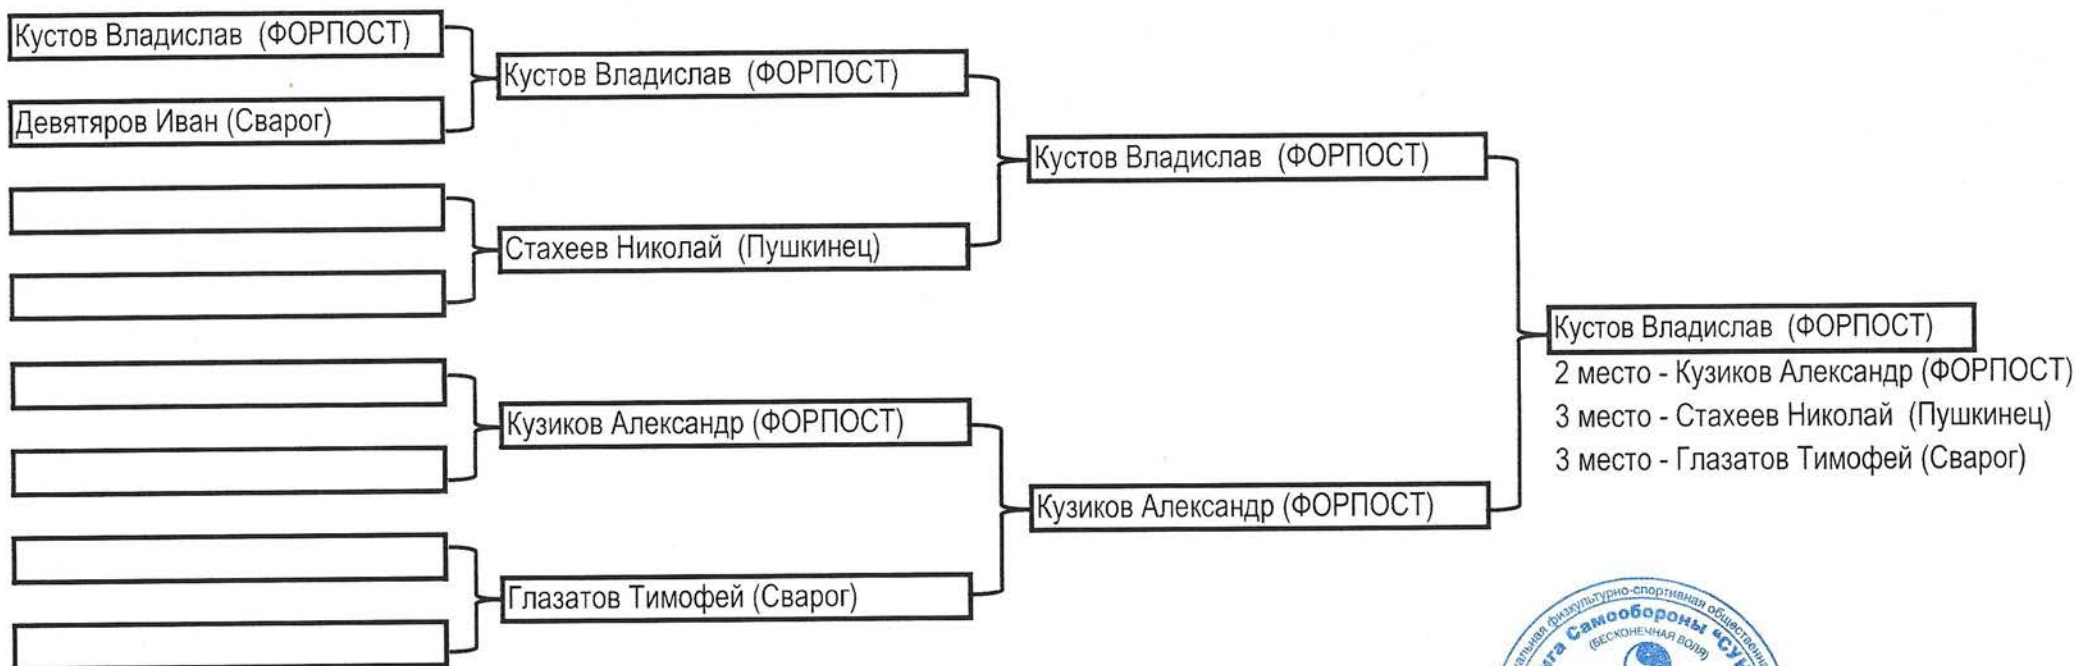 Кустов Владислав (ФОРПОСТ)
Девятяров Иван (Сварог)
Кустов Владислав (ФОРПОСТ)
Стахеев Николай (Пушкинец)
Кузиков Александр (ФОРПОСТ)
Глазатов Тимофей (Сварог)
Кустов Владислав (ФОРПОСТ)
Кузиков Александр (ФОРПОСТ)
Кустов Владислав (ФОРПОСТ)
2 место - Кузиков Александр (ФОРПОСТ)
3 место - Стахеев Николай (Пушкинец)
3 место - Глазатов Тимофей (Сварог)
физкультурно-спортивная
Самообороны
(БЕСКОНЕЧНАЯ ВОЛЯ)